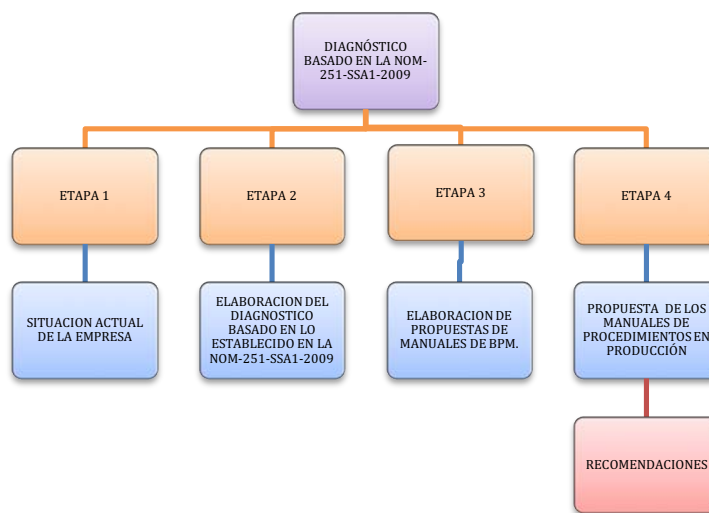 DIAGNÓSTICO
BASADO EN LA NOM-
251-SSA1-2009
ETAPA 1
ETAPA 2
ETAPA 3
ETAPA 4
SITUACION ACTUAL
DE LA EMPRESA
ELABORACION DEL
DIAGNOSTICO
BASADO EN LO
ESTABLECIDO EN LA
NOM-251-SSA1-2009
ELABORACION DE
PROPUESTAS DE
MANUALES DE BPM.
PROPUESTA DE LOS
MANUALES DE
PROCEDIMIENTOS EN
PRODUCCIÓN
RECOMENDACIONES